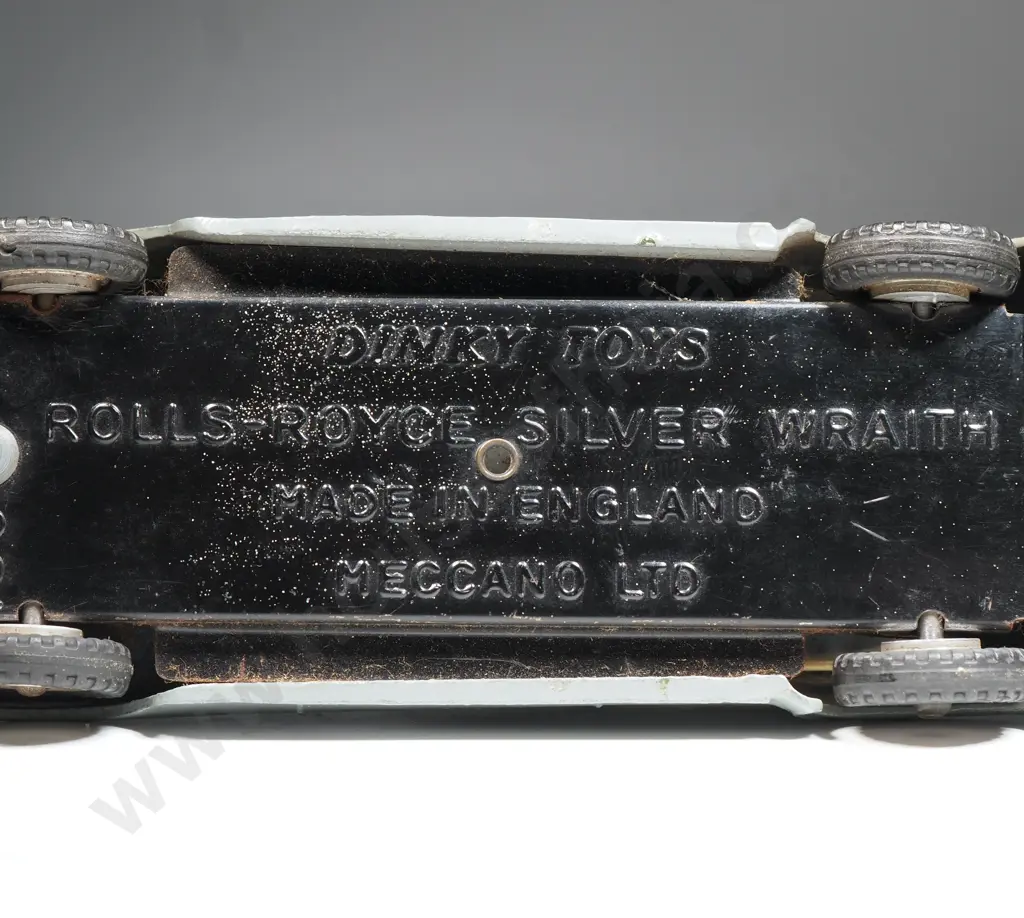 DINKY TOYS
ROLLS-ROYCE SILVER WRAITH
MADE IN ENGLAND
MECCANO LTD